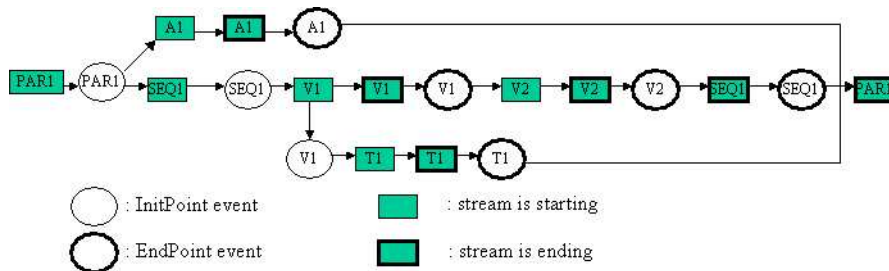 A1 A1 A1
PAR1 PAR1 SEQ1 SEQ1 V1 V1 V1 V2 V2 V2 SEQ1 SEQ1 PAR1
V1 T1 T1 T1
: InitPoint event : stream is starting
: EndPoint event : stream is ending